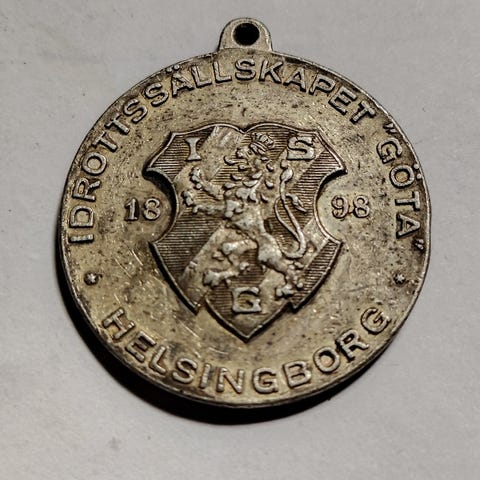 IDROTTSSÄLLSKAPET "GÖTA"
I S
18 98
G
· HELSINGBORG ·